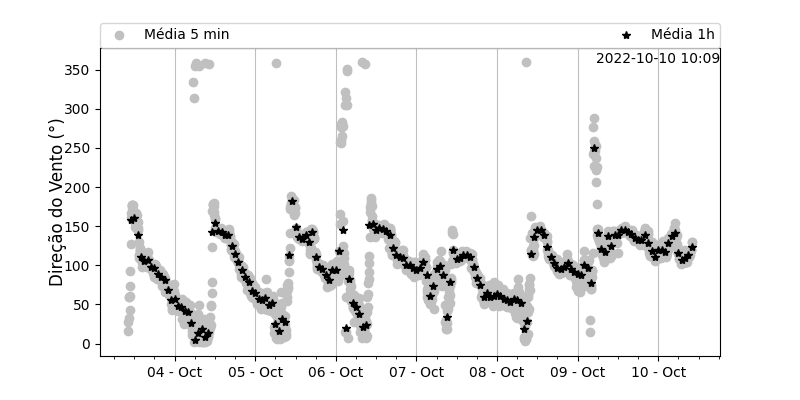 Média 5 min
Média 1h
2022-10-10 10:09
Direção do Vento (°)
350
300
250
200
150
100
50
0
04 - Oct
05 - Oct
06 - Oct
07 - Oct
08 - Oct
09 - Oct
10 - Oct